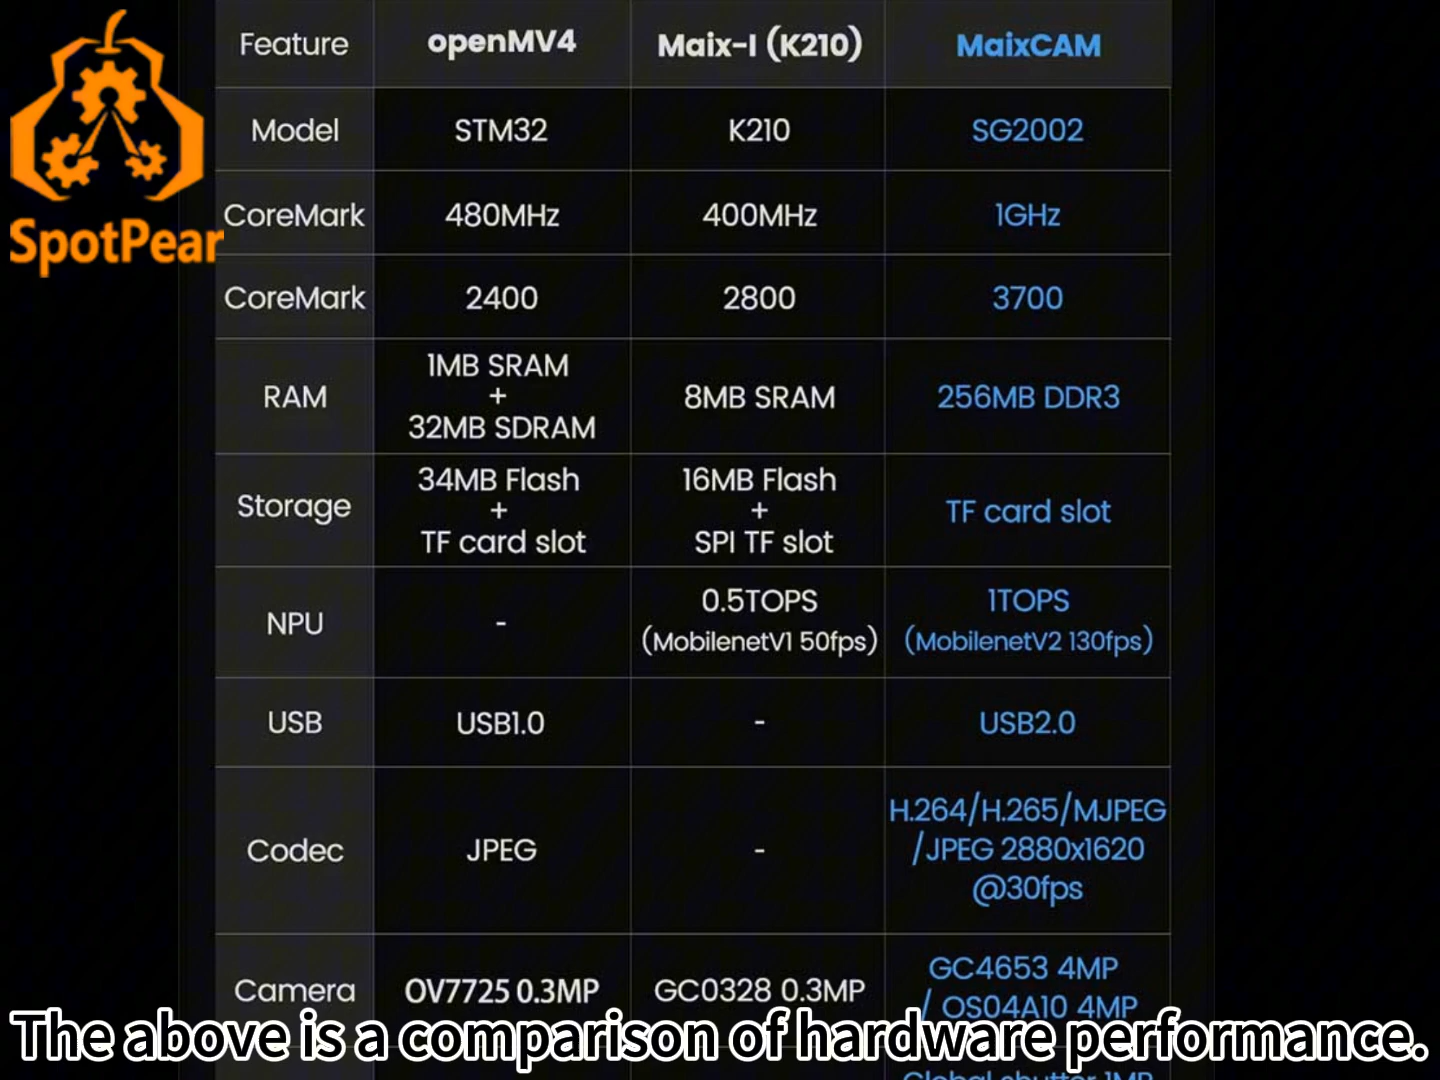 Feature openMV4 Maix-I (K210) MaixCAM
Model STM32 K210 SG2002
SpotPear
CoreMark 480MHz 400MHz 1GHz
CoreMark 2400 2800 3700
RAM 1MB SRAM + 32MB SDRAM 8MB SRAM 256MB DDR3
Storage 34MB Flash + TF card slot 16MB Flash + SPI TF slot TF card slot
NPU - 0.5TOPS (MobilenetV1 50fps) 1TOPS (MobilenetV2 130fps)
USB USB1.0 - USB2.0
Codec JPEG - H.264/H.265/MJPEG /JPEG 2880x1620 @30fps
Camera OV7725 0.3MP GC0328 0.3MP GC4653 4MP / OS04A10 4MP
Global shutter 1MP
The above is a comparison of hardware performance.